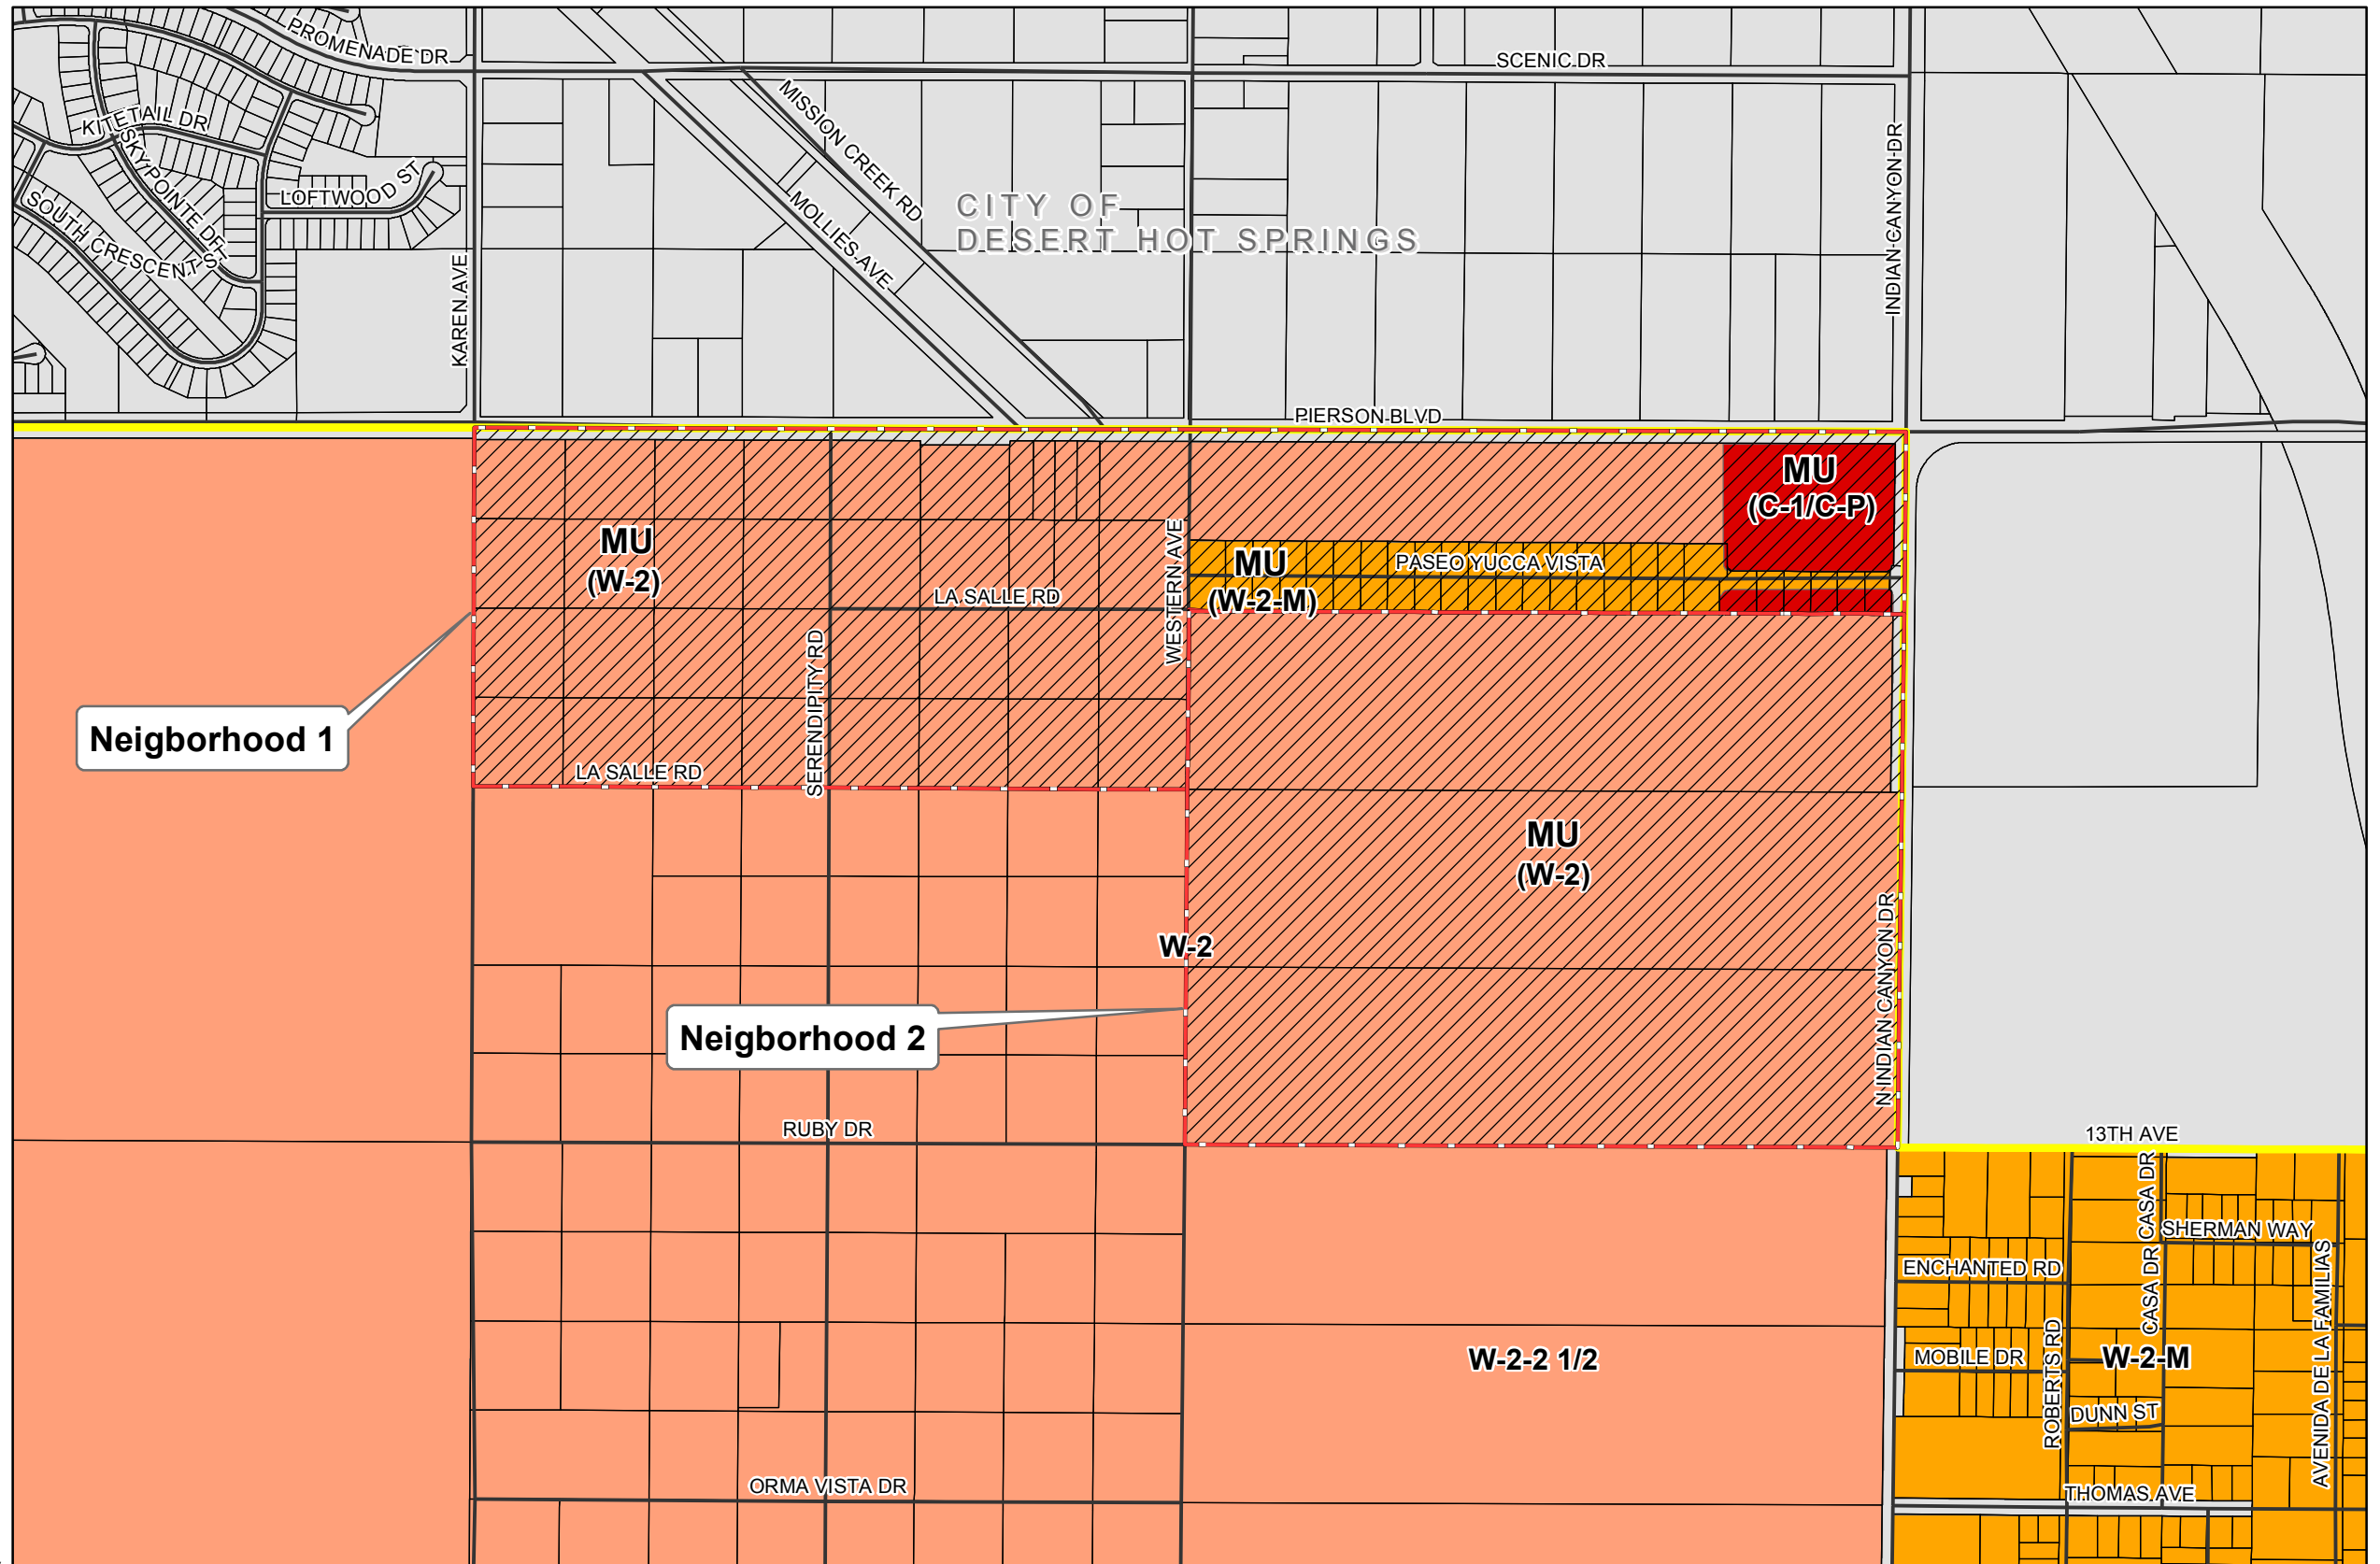 PROMENADE DR
SCENIC DR
KITETAIL DR
SKYPOINTE DR
LOFTWOOD ST
SOUTH CRESCENT ST
KAREN AVE
MISSION CREEK RD
MOLLIES AVE
CITY OF
DESERT HOT SPRINGS
INDIAN CANYON DR
PIERSON BLVD
MU
(C-1/C-P)
MU
(W-2)
MU
(W-2-M)
PASEO YUCCA VISTA
LA SALLE RD
WESTERN AVE
SERENDIPITY RD
Neigborhood 1
LA SALLE RD
MU
(W-2)
W-2
N INDIAN CANYON DR
Neigborhood 2
RUBY DR
13TH AVE
CASA DR
SHERMAN WAY
ENCHANTED RD
CASA DR
AVENIDA DE LA FAMILIAS
ROBERTS RD
MOBILE DR
W-2-M
W-2-2 1/2
DUNN ST
ORMA VISTA DR
THOMAS AVE